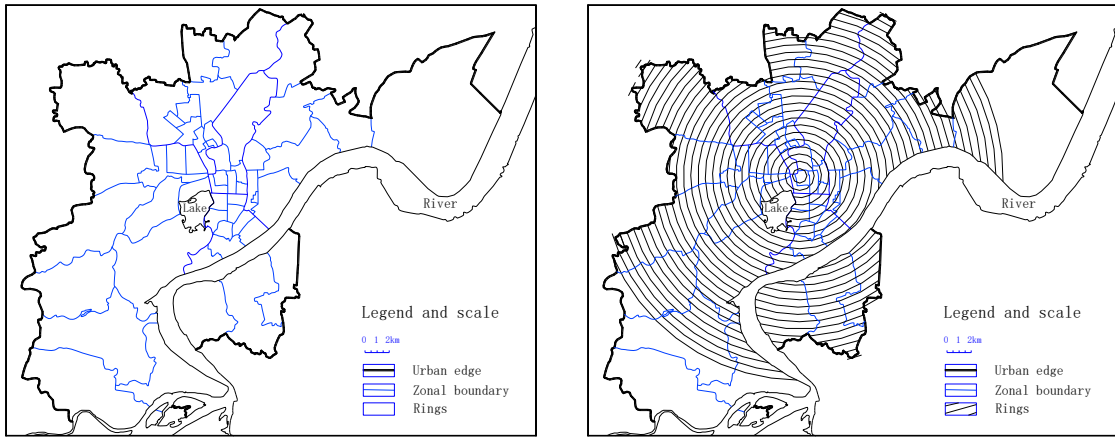 Lake
River
Legend and scale
0 1 2km
Urban edge
Zonal boundary
Rings
Lake
River
Legend and scale
0 1 2km
Urban edge
Zonal boundary
Rings